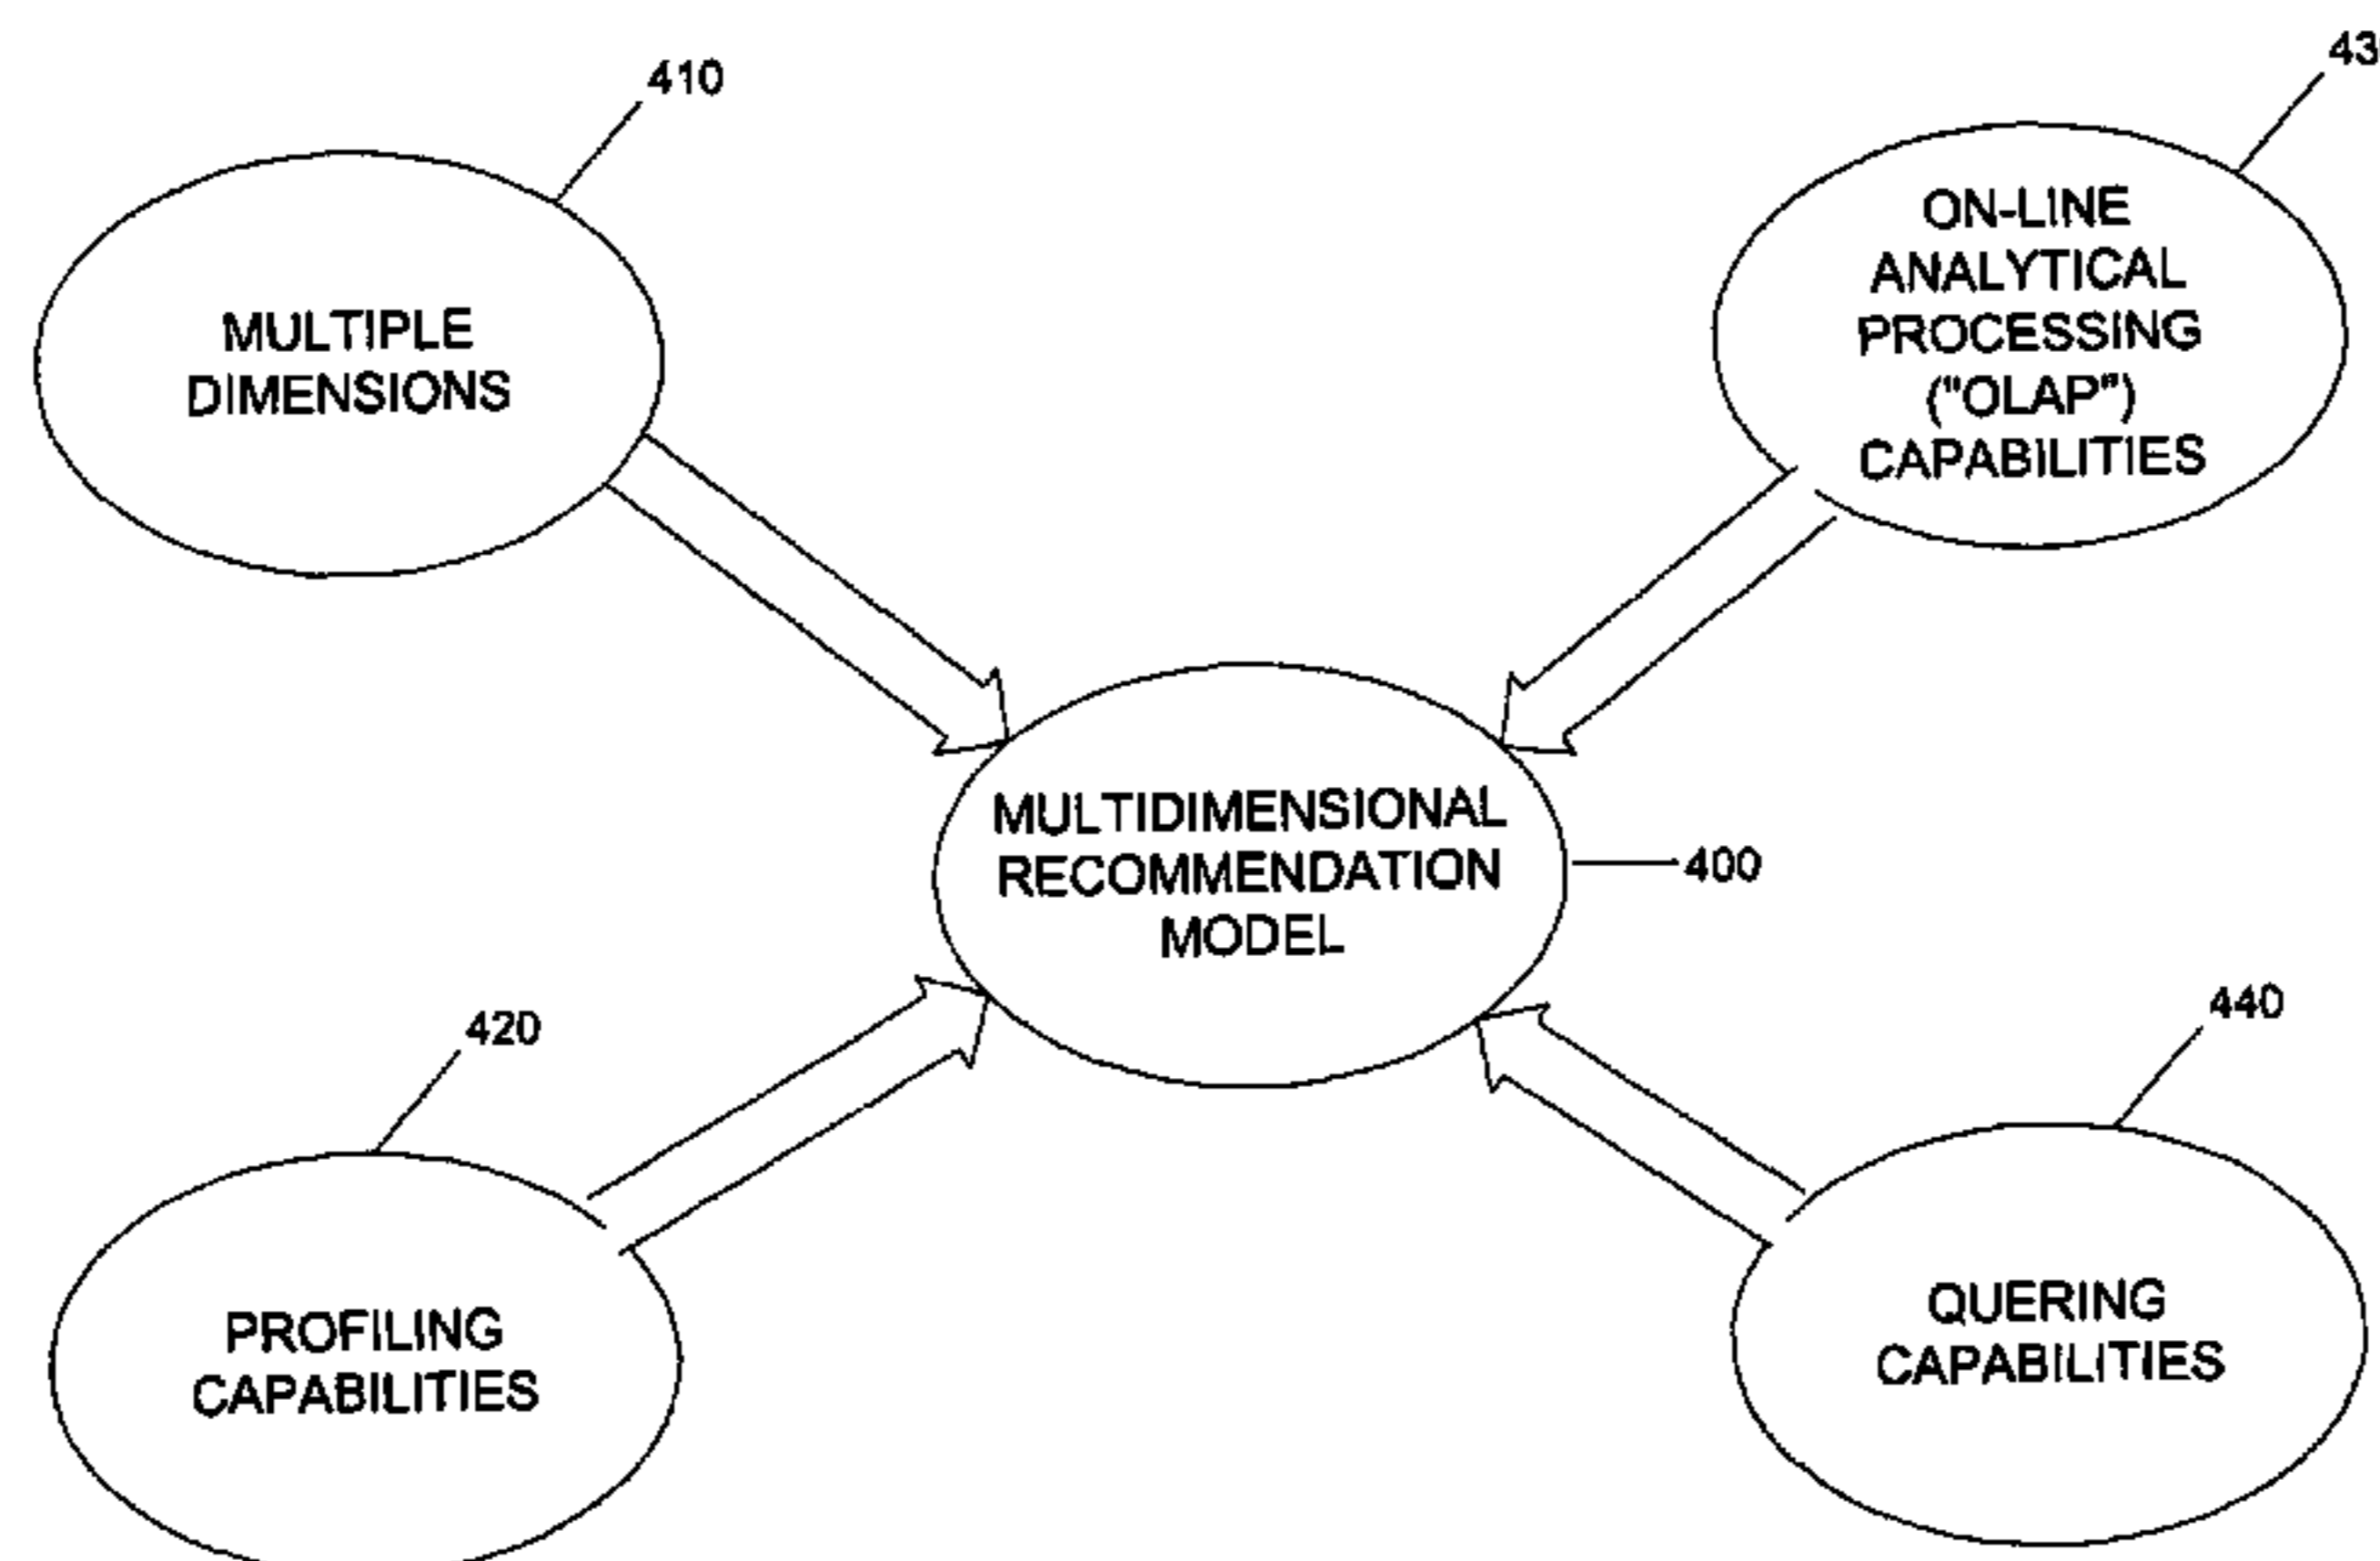 410
43
MULTIPLE
DIMENSIONS
ON-LINE
ANALYTICAL
PROCESSING
("OLAP")
CAPABILITIES
MULTIDIMENSIONAL
RECOMMENDATION
MODEL
400
420
440
PROFILING
CAPABILITIES
QUERING
CAPABILITIES